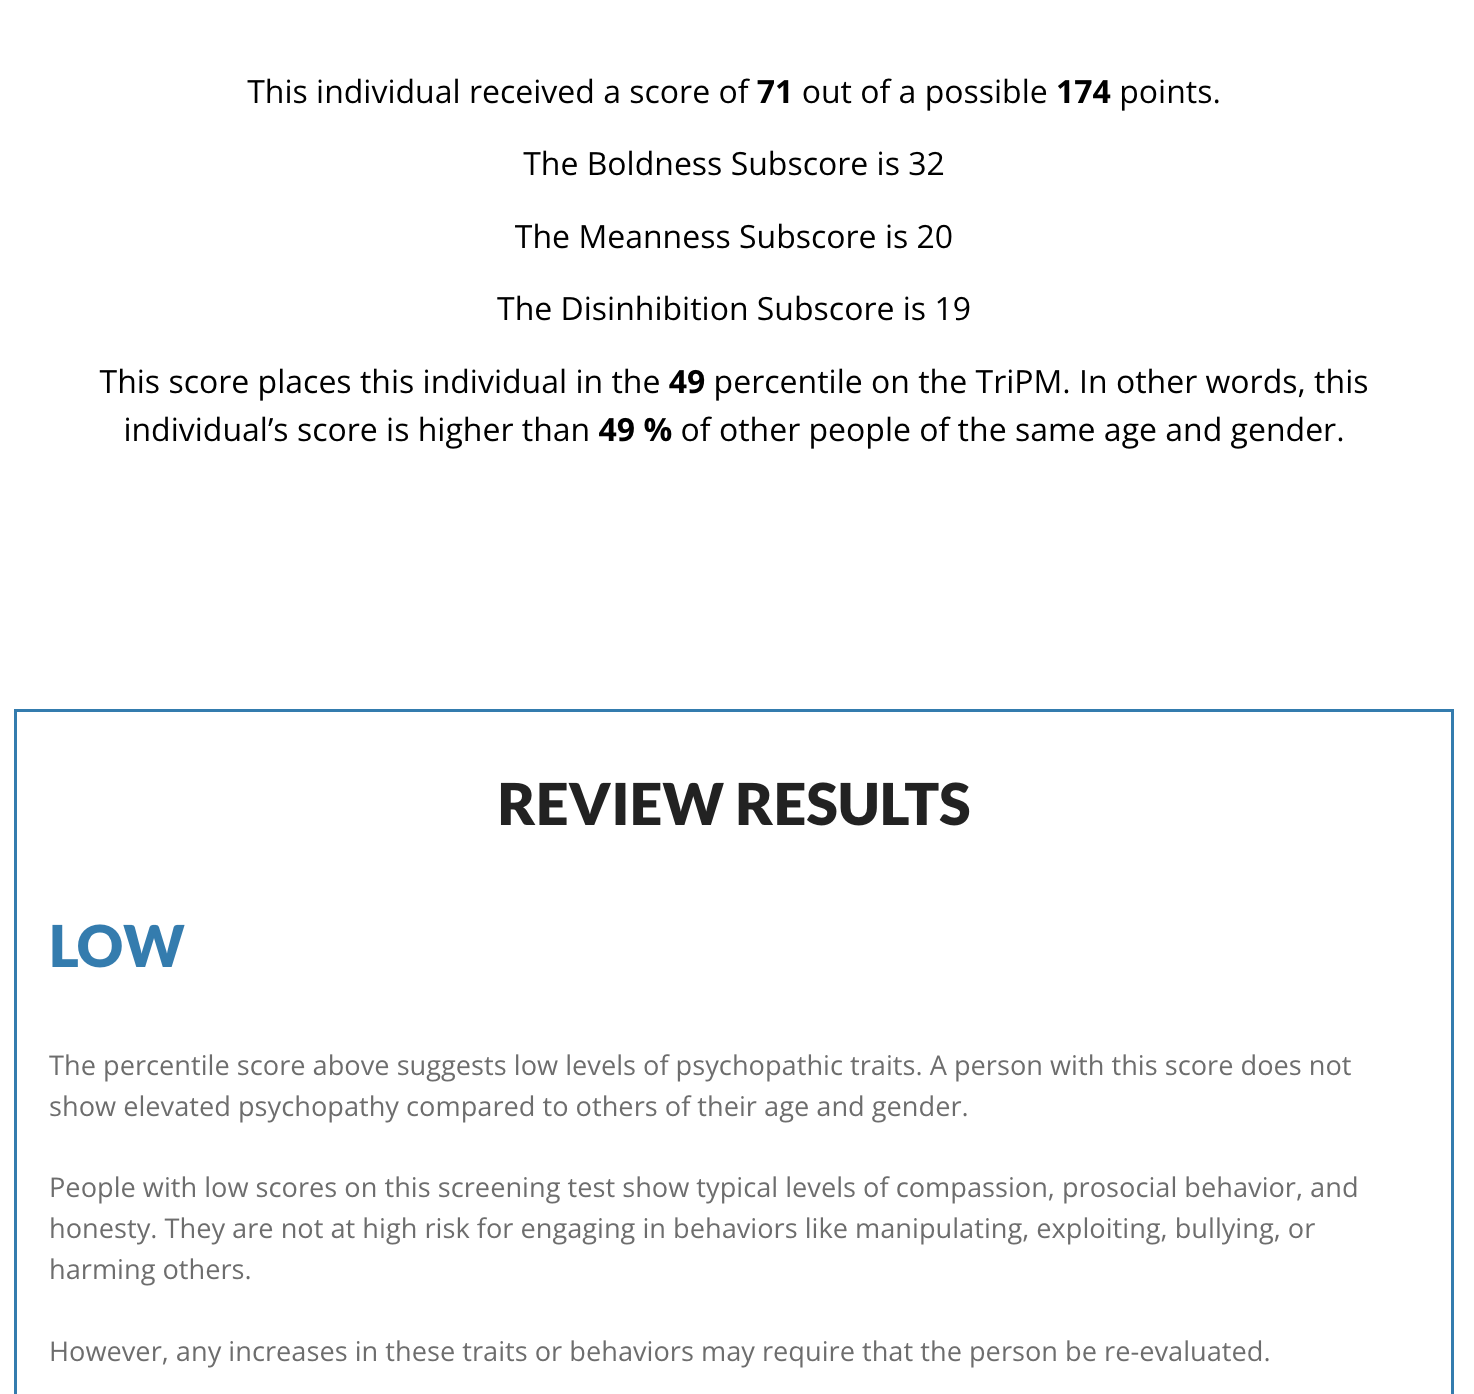 This individual received a score of 71 out of a possible 174 points.
The Boldness Subscore is 32
The Meanness Subscore is 20
The Disinhibition Subscore is 19
This score places this individual in the 49 percentile on the TriPM. In other words, this
individual’s score is higher than 49 % of other people of the same age and gender.
REVIEW RESULTS
LOW
The percentile score above suggests low levels of psychopathic traits. A person with this score does not
show elevated psychopathy compared to others of their age and gender.
People with low scores on this screening test show typical levels of compassion, prosocial behavior, and
honesty. They are not at high risk for engaging in behaviors like manipulating, exploiting, bullying, or
harming others.
However, any increases in these traits or behaviors may require that the person be re-evaluated.